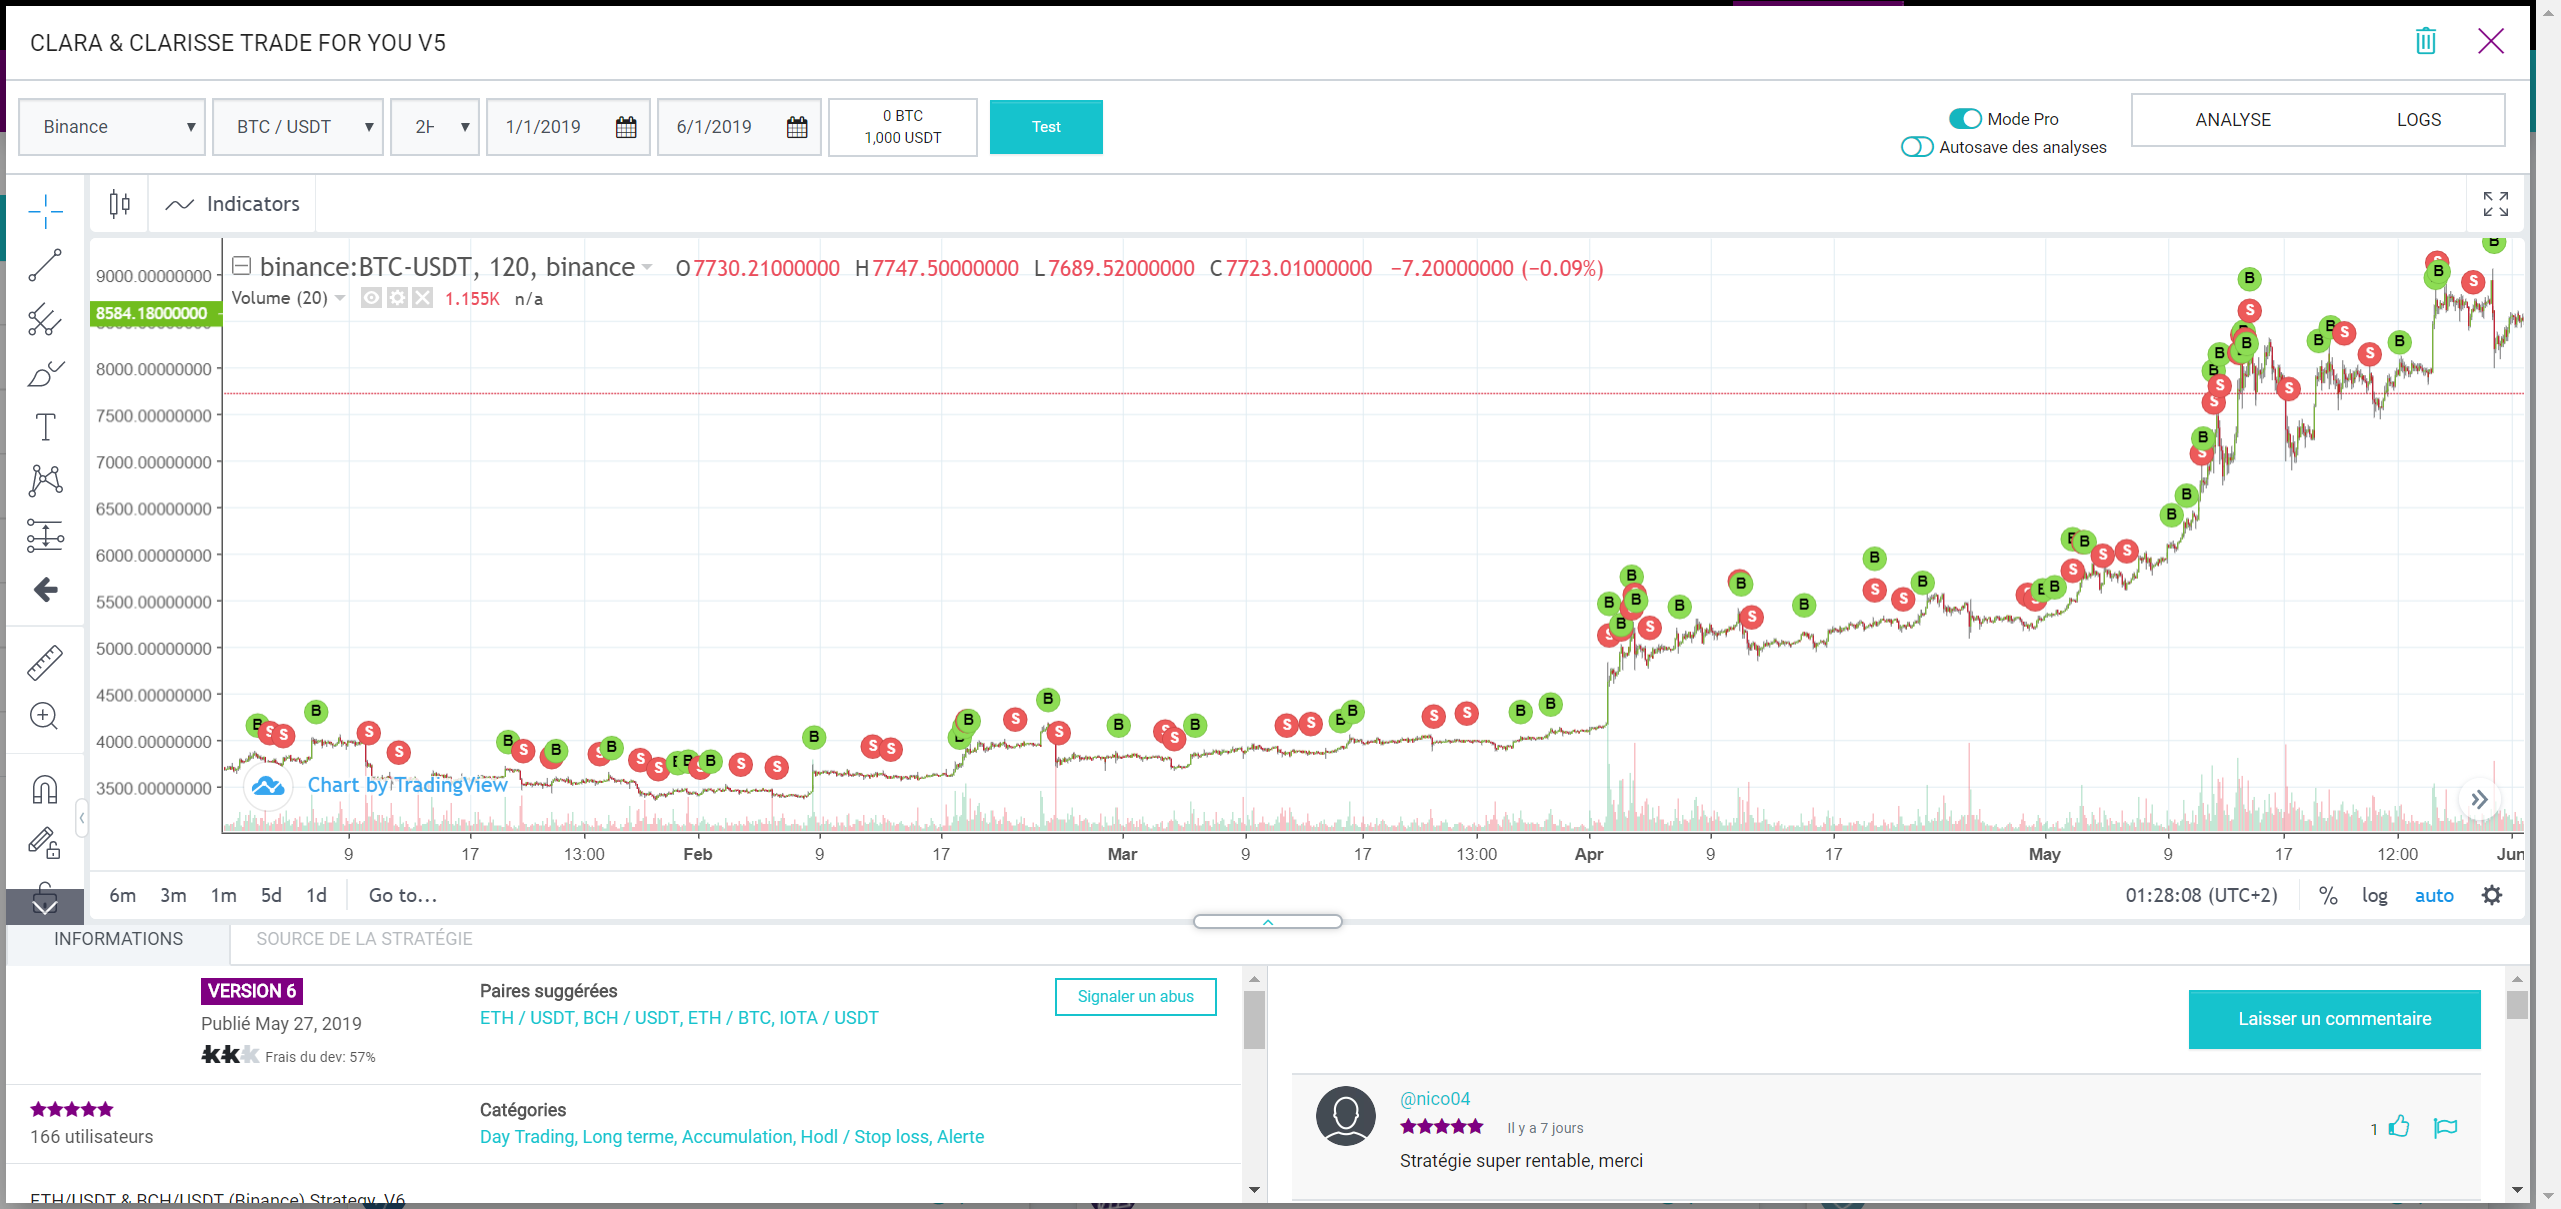 CLARA & CLARISSE TRADE FOR YOU V5
Binance
BTC / USDT
2H
1/1/2019
6/1/2019
0 BTC
1,000 USDT
Test
Mode Pro
Autosave des analyses
ANALYSE
LOGS
Indicators
binance:BTC-USDT, 120, binance
O7730.21000000 H7747.50000000 L7689.52000000 C7723.01000000 −7.20000000 (−0.09%)
Volume (20)
1.155K n/a
9000.00000000
8584.18000000
8000.00000000
7500.00000000
7000.00000000
6500.00000000
6000.00000000
5500.00000000
5000.00000000
4500.00000000
4000.00000000
3500.00000000
Chart by TradingView
9 17 13:00 Feb 9 17 Mar 9 17 13:00 Apr 9 17 May 9 17 12:00 Jun
6m 3m 1m 5d 1d Go to...
01:28:08 (UTC+2) % log auto
INFORMATIONS
SOURCE DE LA STRATÉGIE
VERSION 6
Publié May 27, 2019
Frais du dev: 57%
Paires suggérées
ETH / USDT, BCH / USDT, ETH / BTC, IOTA / USDT
Signaler un abus
166 utilisateurs
Catégories
Day Trading, Long terme, Accumulation, Hodl / Stop loss, Alerte
ETH/USDT & BCH/USDT (Binance) Strategy V6
Laisser un commentaire
@nico04
Il y a 7 jours
1
Stratégie super rentable, merci